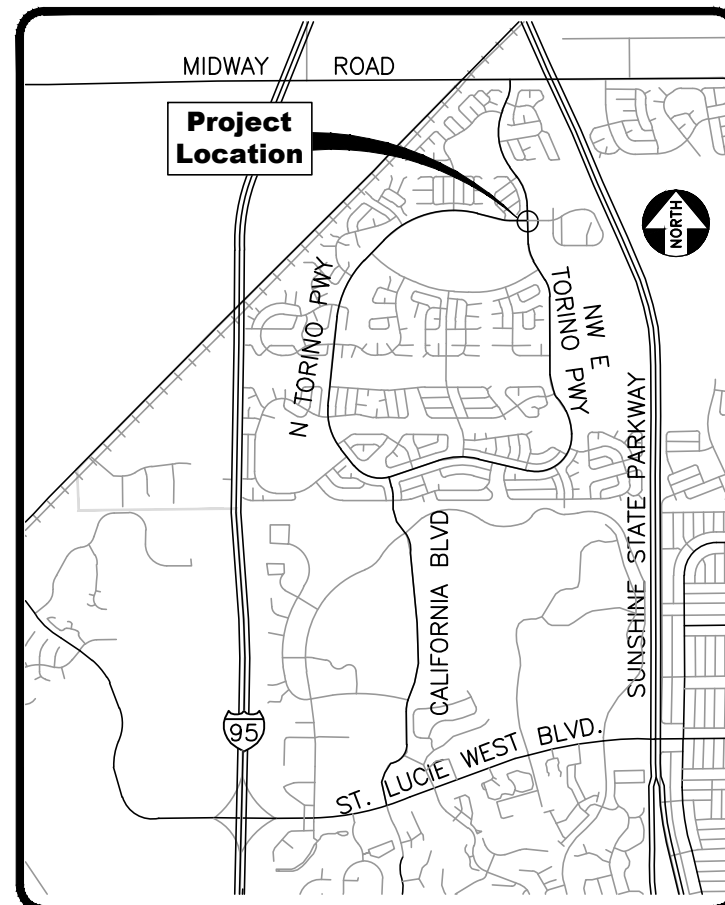 MIDWAY ROAD
Project
Location
NORTH
N TORINO PWY
NW E
TORINO PWY
SUNSHINE STATE PARKWAY
CALIFORNIA BLVD
95
ST. LUCIE WEST BLVD.